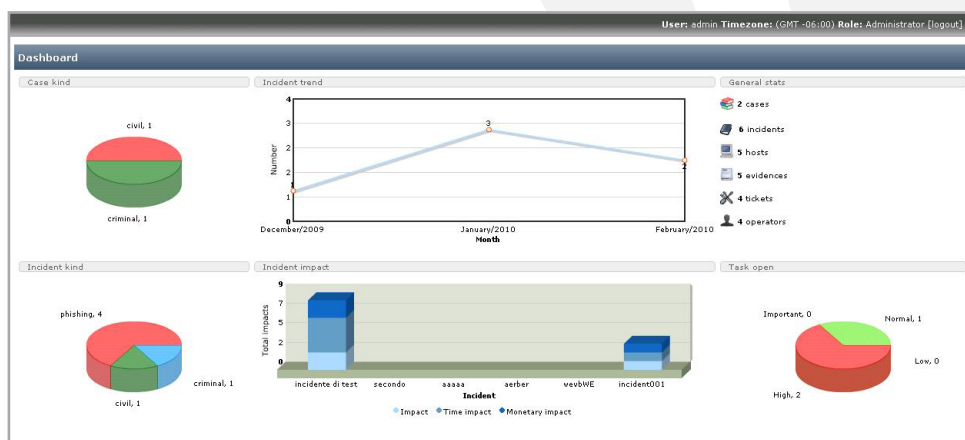 User: admin Timezone: (GMT -06:00) Role: Administrator [logout]
Dashboard
Case kind
civil, 1
criminal, 1
Incident trend
4
3
2
2
1
0
Number
3
December/2009
January/2010
February/2010
Month
General stats
2 cases
6 incidents
5 hosts
5 evidences
4 tickets
4 operators
Incident kind
phishing, 4
criminal, 1
civil, 1
Incident impact
9
7
5
2
0
Total impacts
incidente di test
secondo
aaaaa
aerber
wevbWE
incident001
Incident
Impact
Time impact
Monetary impact
Task open
Important, 0
Normal, 1
Low, 0
High, 2